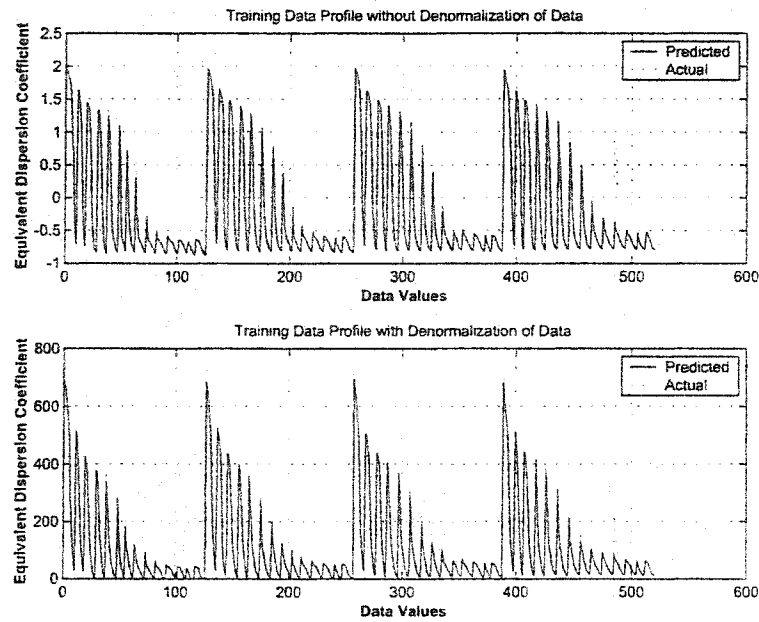 Training Data Profile without Denormalization of Data
Equivalent Dispersion Coefficient
2.5
2
1.5
1
0.5
0
-0.5
-1
Predicted
Actual
0
100
200
300
400
500
600
Data Values
Training Data Profile with Denormalization of Data
Equivalent Dispersion Coefficient
800
600
400
200
0
Predicted
Actual
0
100
200
300
400
500
600
Data Values